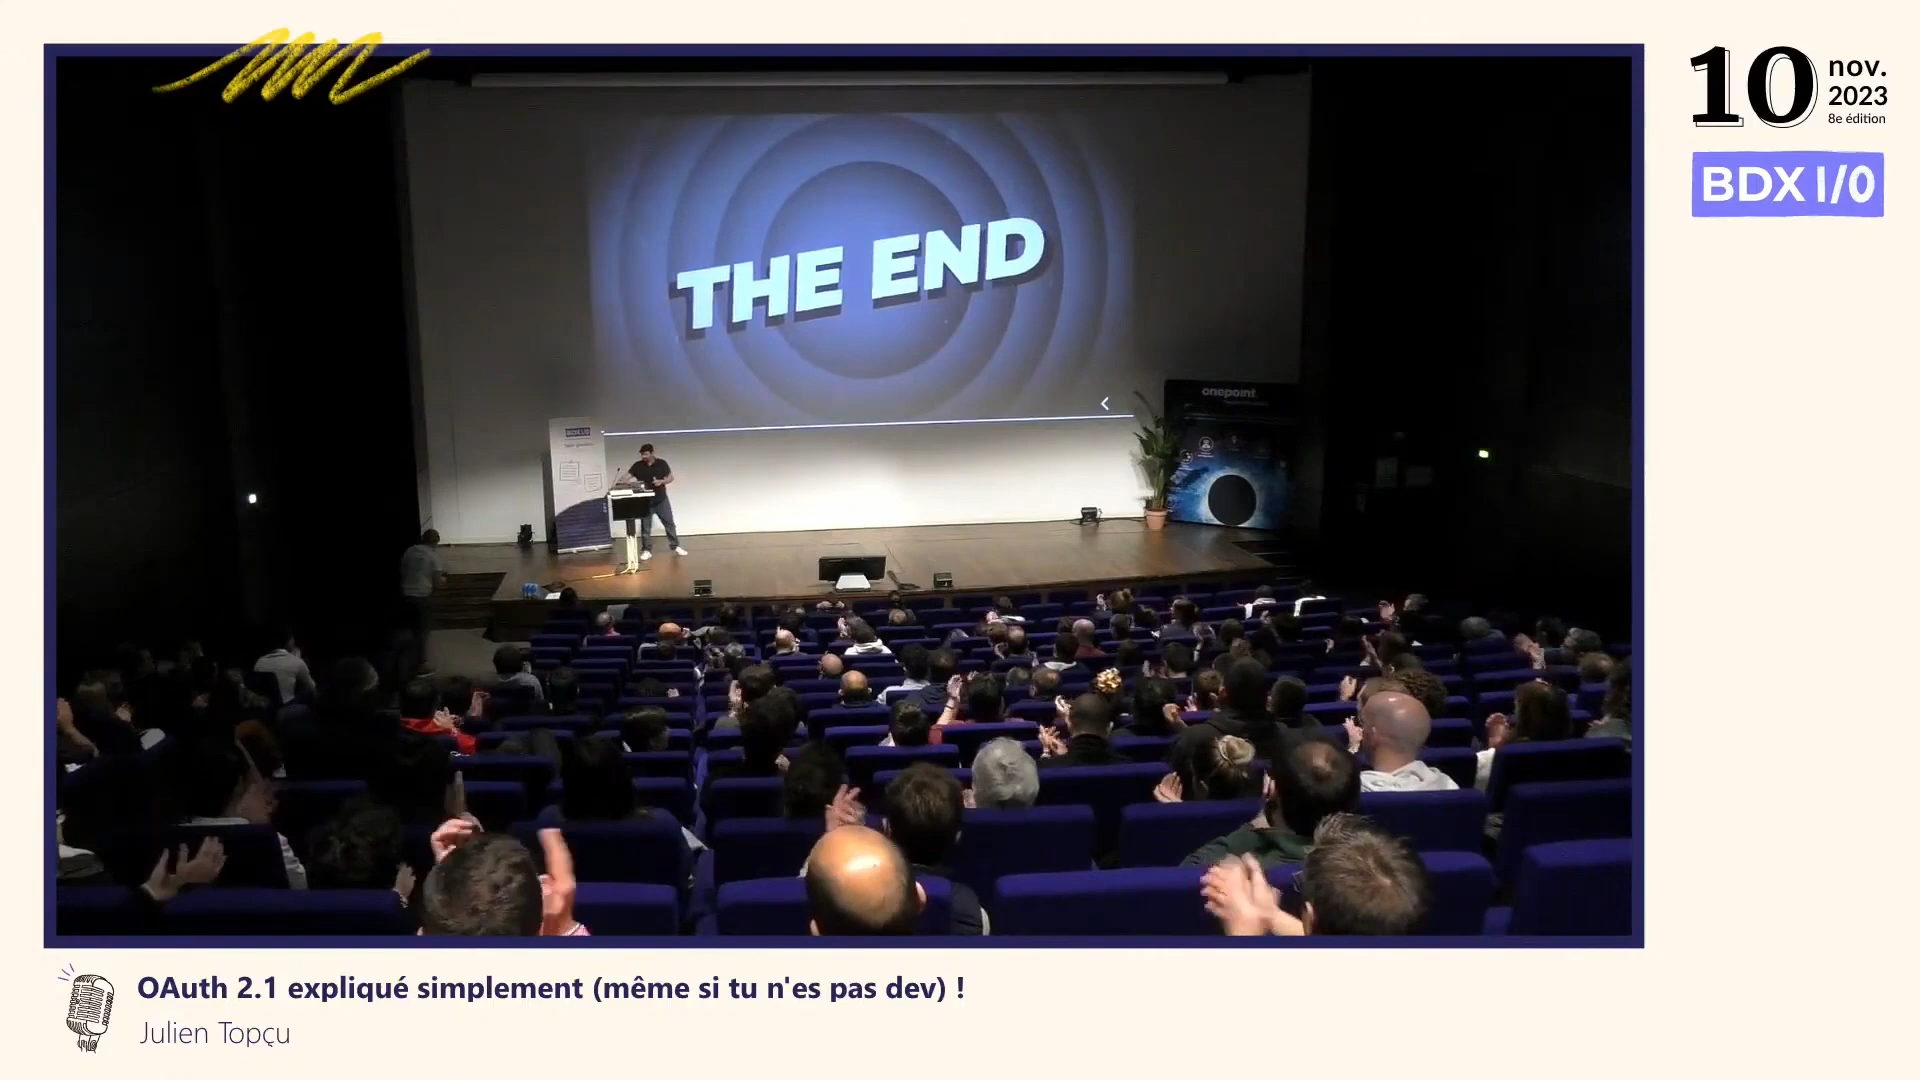 10
nov.
2023
8e édition
BDX I/O
THE END
onepoint.
BDX I/O
OAuth 2.1 expliqué simplement (même si tu n'es pas dev) !
Julien Topçu